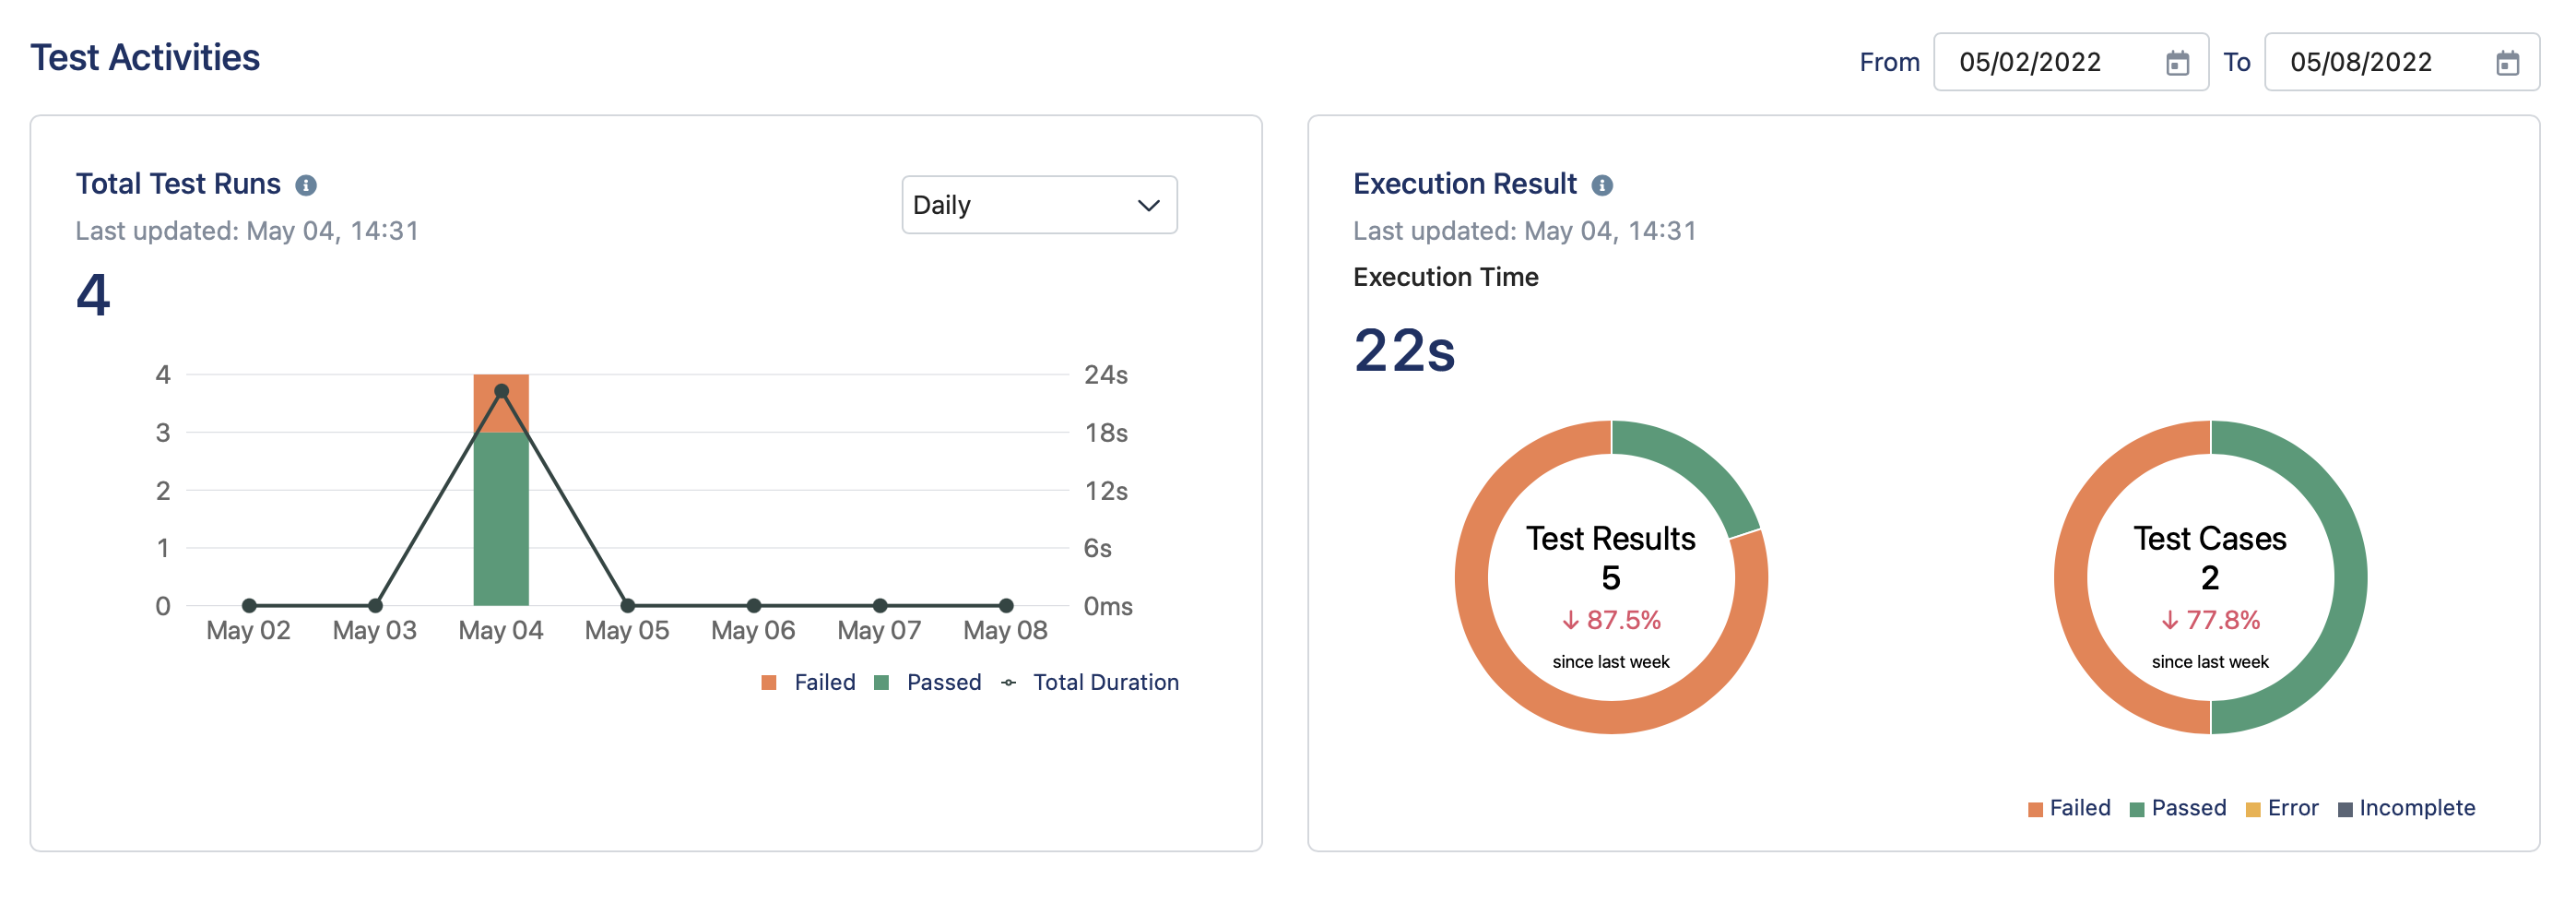 Test Activities
From 05/02/2022 To 05/08/2022
Total Test Runs
Last updated: May 04, 14:31
Daily
4
4 24s
3 18s
2 12s
1 6s
0 0ms
May 02 May 03 May 04 May 05 May 06 May 07 May 08
Failed Passed Total Duration
Execution Result
Last updated: May 04, 14:31
Execution Time
22s
Test Results
5
↓ 87.5%
since last week
Test Cases
2
↓ 77.8%
since last week
Failed Passed Error Incomplete